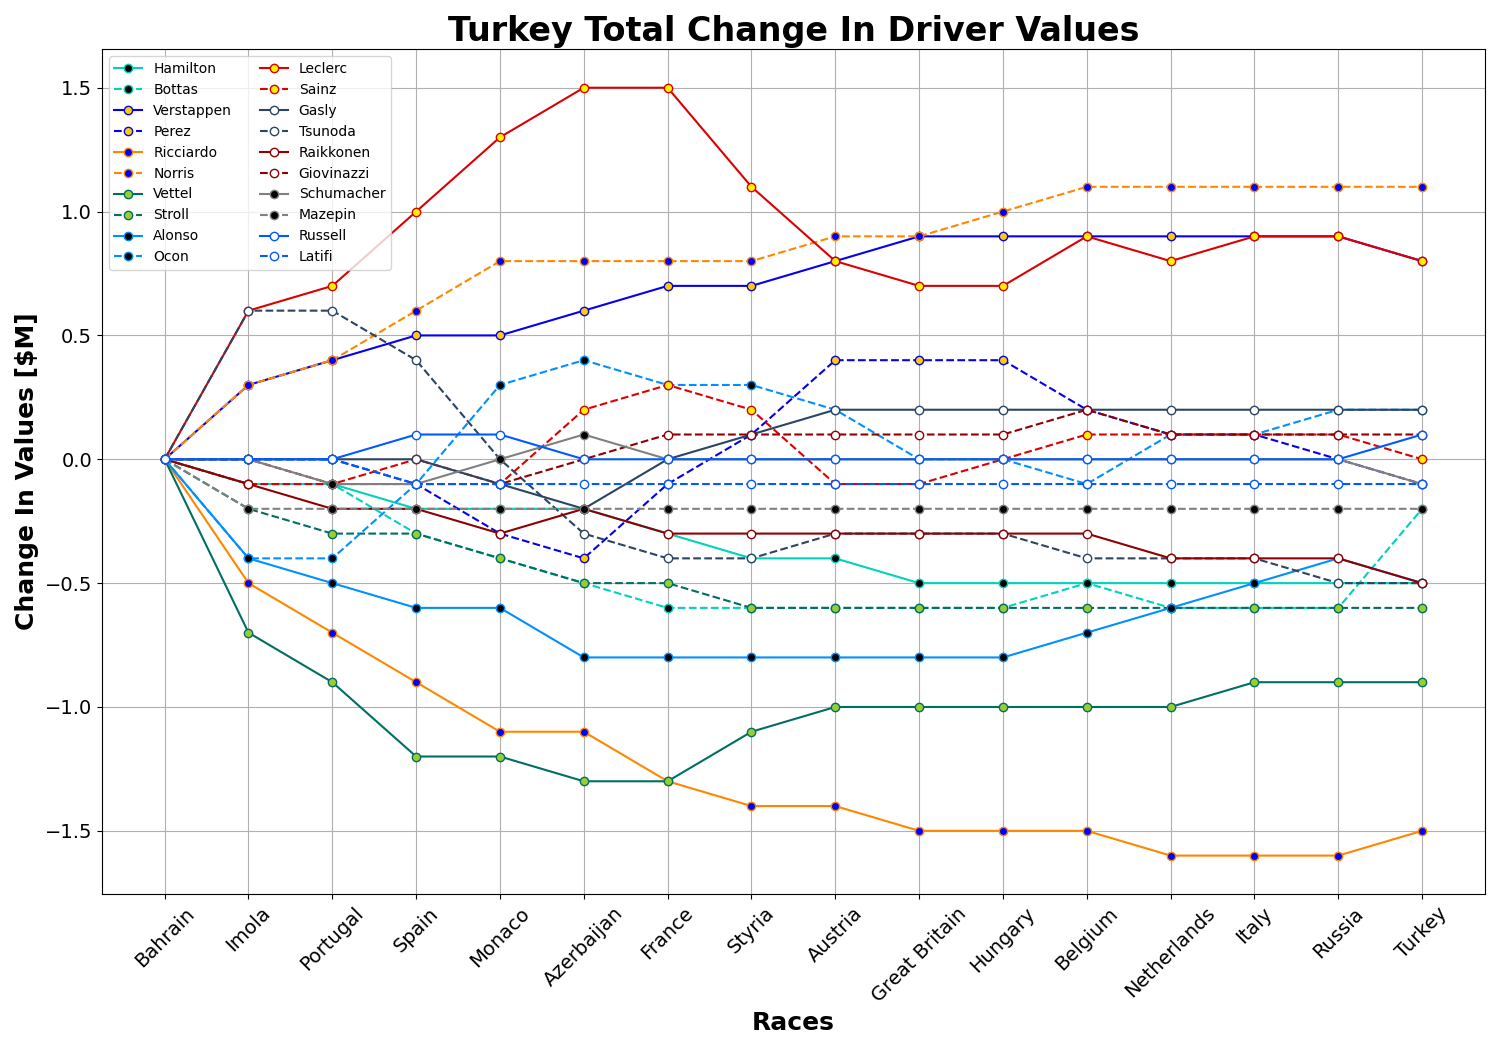 Turkey Total Change In Driver Values
Change In Values [$M]
1.5
1.0
0.5
0.0
−0.5
−1.0
−1.5
Hamilton
Bottas
Verstappen
Perez
Ricciardo
Norris
Vettel
Stroll
Alonso
Ocon
Leclerc
Sainz
Gasly
Tsunoda
Raikkonen
Giovinazzi
Schumacher
Mazepin
Russell
Latifi
Bahrain
Imola
Portugal
Spain
Monaco
Azerbaijan
France
Styria
Austria
Great Britain
Hungary
Belgium
Netherlands
Italy
Russia
Turkey
Races